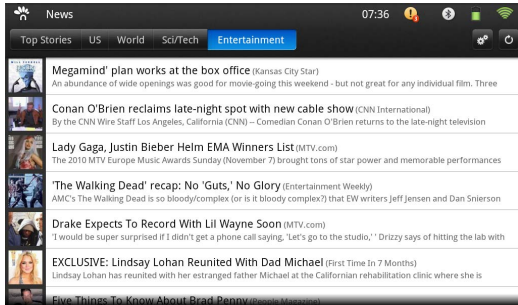 News
07:36
Top Stories
US
World
Sci/Tech
Entertainment
Megamind' plan works at the box office (Kansas City Star)
An abundance of wide openings was good for movie-going this weekend - but not great for any individual film. Three
Conan O'Brien reclaims late-night spot with new cable show (CNN International)
By the CNN Wire Staff Los Angeles, California (CNN) -- Comedian Conan O'Brien returns to the late-night television
Lady Gaga, Justin Bieber Helm EMA Winners List (MTV.com)
The 2010 MTV Europe Music Awards Sunday (November 7) brought tons of star power and memorable performances
'The Walking Dead' recap: No 'Guts,' No Glory (Entertainment Weekly)
AMC's The Walking Dead is so bloody/complex (or is it bloody complex?) that EW writers Jeff Jensen and Dan Snierson
Drake Expects To Record With Lil Wayne Soon (MTV.com)
'I would be super surprised if I didn't get a phone call saying, 'Let's go to the studio,' ' Drizzy says of hitting the lab with
EXCLUSIVE: Lindsay Lohan Reunited With Dad Michael (First Time In 7 Months)
Lindsay Lohan has reunited with her estranged father Michael at the Californian rehabilitation clinic where she is
Five Things To Know About Brad Penny (People Magazine)